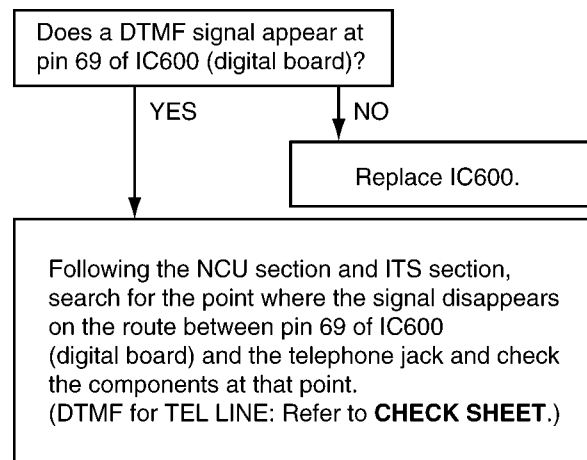 Does a DTMF signal appear at
pin 69 of IC600 (digital board)?
YES
NO
Replace IC600.
Following the NCU section and ITS section,
search for the point where the signal disappears
on the route between pin 69 of IC600
(digital board) and the telephone jack and check
the components at that point.
(DTMF for TEL LINE: Refer to CHECK SHEET.)